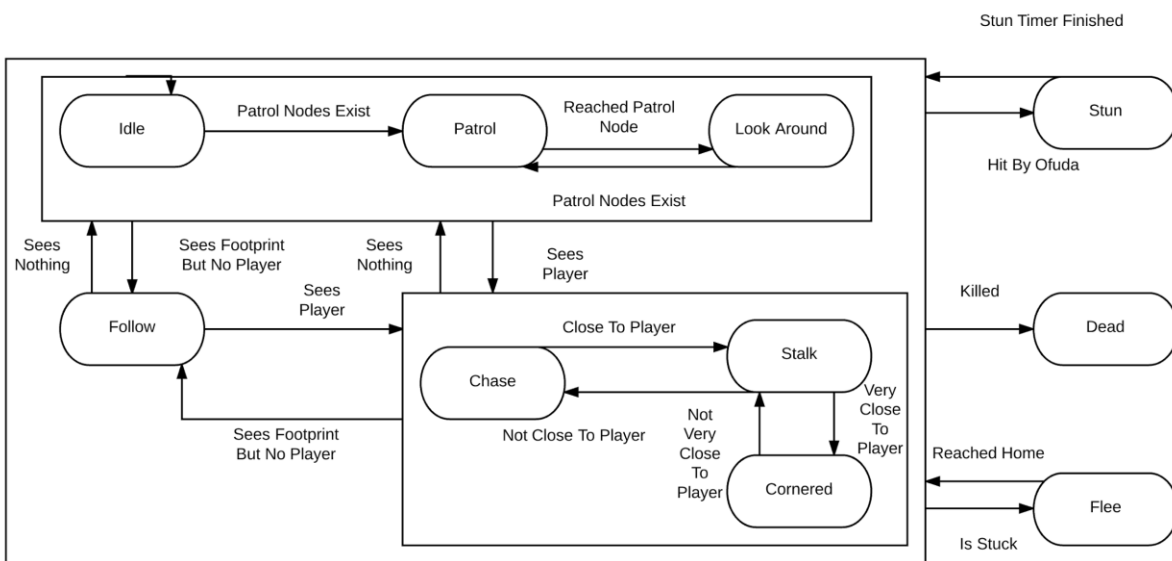 Stun Timer Finished
Idle
Patrol Nodes Exist
Patrol
Reached Patrol
Node
Look Around
Stun
Hit By Ofuda
Patrol Nodes Exist
Sees
Nothing
Sees Footprint
But No Player
Sees
Nothing
Sees
Player
Follow
Sees
Player
Killed
Dead
Close To Player
Stalk
Chase
Not Close To Player
Not
Very
Close
To
Player
Very
Close
To
Player
Sees Footprint
But No Player
Cornered
Reached Home
Flee
Is Stuck